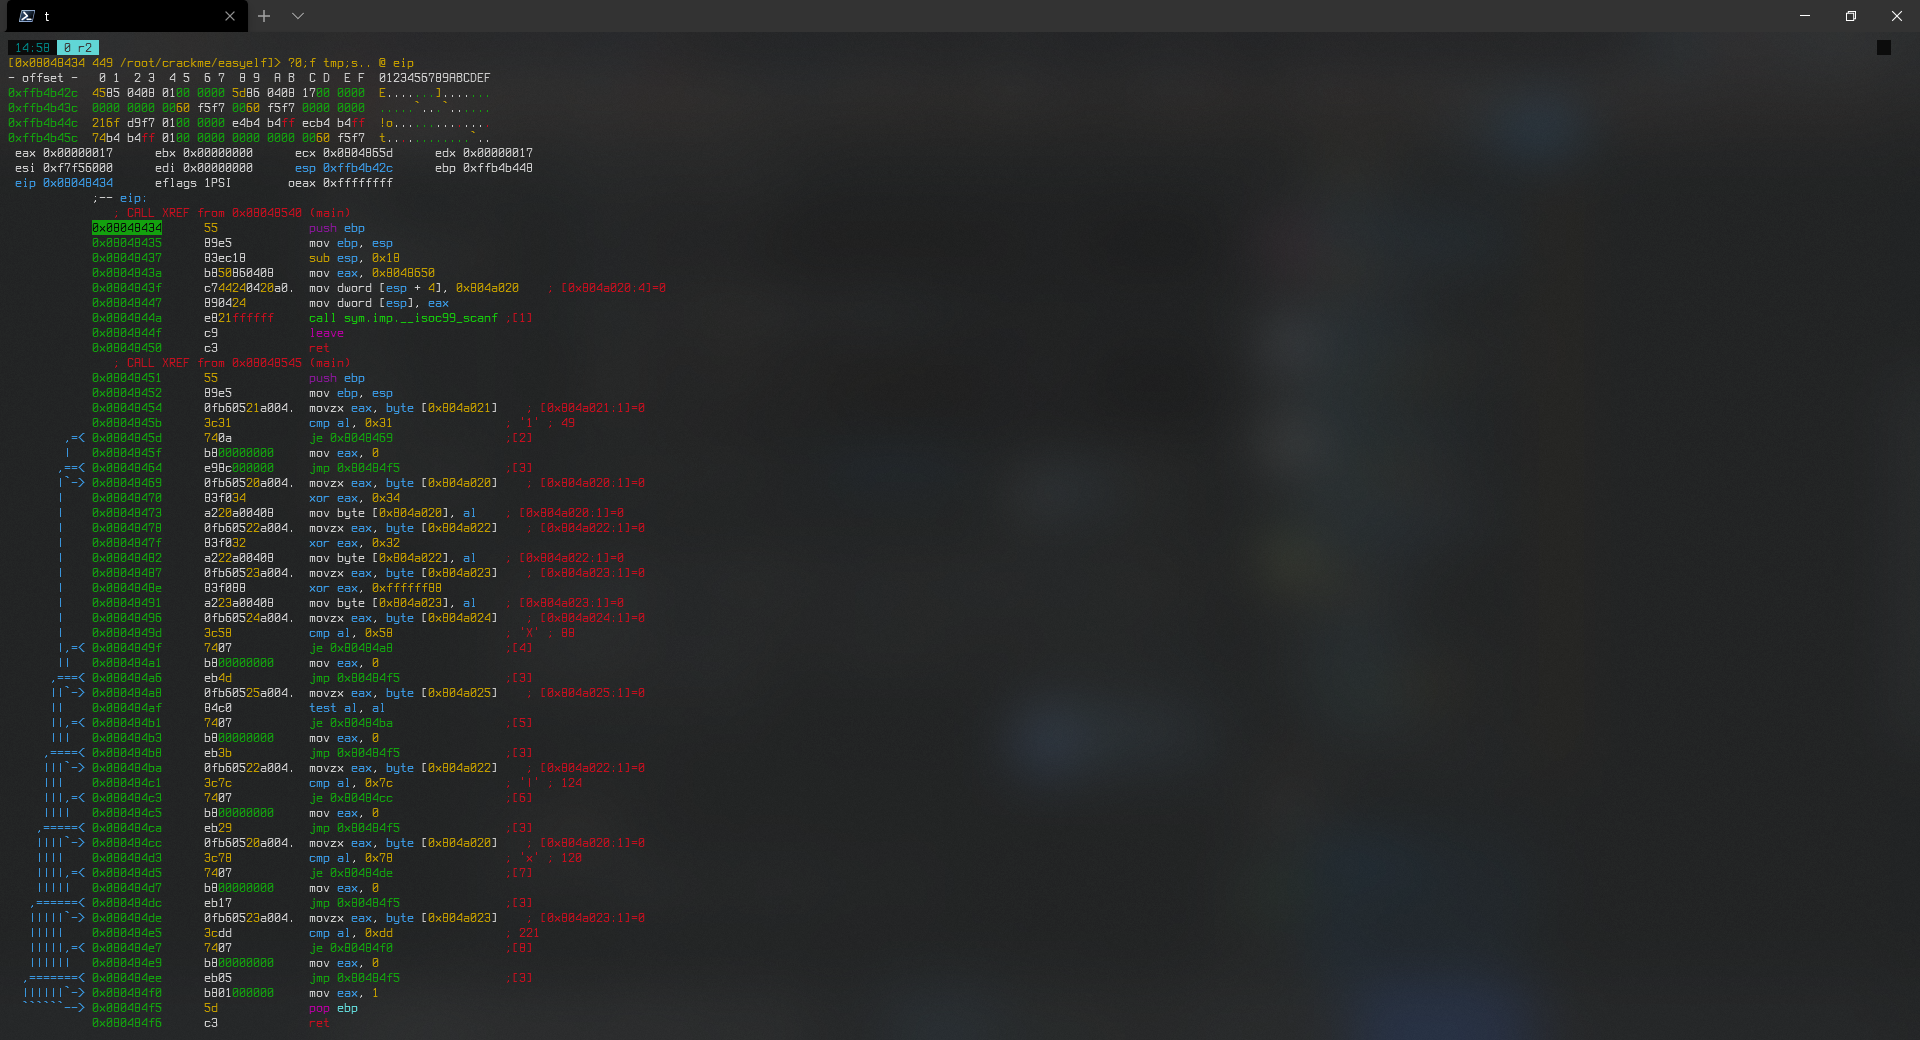 t
14:58 0 r2
[0x08048434 449 /root/crackme/easyelf]> ?0;f tmp;s.. @ eip
- offset -   0 1  2 3  4 5  6 7  8 9  A B  C D  E F  0123456789ABCDEF
0xffb4b42c  4585 0408 0100 0000 5d86 0408 1700 0000  E.......].......
0xffb4b43c  0000 0000 0060 f5f7 0060 f5f7 0000 0000  .....`...`......
0xffb4b44c  216f d9f7 0100 0000 e4b4 b4ff ecb4 b4ff  !o..............
0xffb4b45c  74b4 b4ff 0100 0000 0000 0000 0060 f5f7  t............`..
eax 0x00000017      ebx 0x00000000      ecx 0x0804865d      edx 0x00000017
esi 0xf7f56000      edi 0x00000000      esp 0xffb4b42c      ebp 0xffb4b448
eip 0x08048434      eflags 1PSI        oeax 0xffffffff
;-- eip:
; CALL XREF from 0x08048540 (main)
0x08048434      55             push ebp
0x08048435      89e5           mov ebp, esp
0x08048437      83ec18         sub esp, 0x18
0x0804843a      b850860408     mov eax, 0x8048650
0x0804843f      c744240420a0.  mov dword [esp + 4], 0x804a020    ; [0x804a020:4]=0
0x08048447      890424         mov dword [esp], eax
0x0804844a      e821ffffff     call sym.imp.__isoc99_scanf ;[1]
0x0804844f      c9             leave
0x08048450      c3             ret
; CALL XREF from 0x08048545 (main)
0x08048451      55             push ebp
0x08048452      89e5           mov ebp, esp
0x08048454      0fb60521a004.  movzx eax, byte [0x804a021]    ; [0x804a021:1]=0
0x0804845b      3c31           cmp al, 0x31                ; '1' ; 49
,=< 0x0804845d      740a           je 0x8048469                ;[2]
| 0x0804845f      b800000000     mov eax, 0
,==< 0x08048464      e98c000000     jmp 0x80484f5               ;[3]
|`-> 0x08048469      0fb60520a004.  movzx eax, byte [0x804a020]    ; [0x804a020:1]=0
| 0x08048470      83f034         xor eax, 0x34
| 0x08048473      a220a00408     mov byte [0x804a020], al    ; [0x804a020:1]=0
| 0x08048478      0fb60522a004.  movzx eax, byte [0x804a022]    ; [0x804a022:1]=0
| 0x0804847f      83f032         xor eax, 0x32
| 0x08048482      a222a00408     mov byte [0x804a022], al    ; [0x804a022:1]=0
| 0x08048487      0fb60523a004.  movzx eax, byte [0x804a023]    ; [0x804a023:1]=0
| 0x0804848e      83f088         xor eax, 0xffffff88
| 0x08048491      a223a00408     mov byte [0x804a023], al    ; [0x804a023:1]=0
| 0x08048496      0fb60524a004.  movzx eax, byte [0x804a024]    ; [0x804a024:1]=0
| 0x0804849d      3c58           cmp al, 0x58                ; 'X' ; 88
|,=< 0x0804849f      7407           je 0x80484a8                ;[4]
|| 0x080484a1      b800000000     mov eax, 0
,===< 0x080484a6      eb4d           jmp 0x80484f5               ;[3]
||`-> 0x080484a8      0fb60525a004.  movzx eax, byte [0x804a025]    ; [0x804a025:1]=0
|| 0x080484af      84c0           test al, al
||,=< 0x080484b1      7407           je 0x80484ba                ;[5]
||| 0x080484b3      b800000000     mov eax, 0
,====< 0x080484b8      eb3b           jmp 0x80484f5               ;[3]
|||`-> 0x080484ba      0fb60522a004.  movzx eax, byte [0x804a022]    ; [0x804a022:1]=0
||| 0x080484c1      3c7c           cmp al, 0x7c                ; '|' ; 124
|||,=< 0x080484c3      7407           je 0x80484cc                ;[6]
|||| 0x080484c5      b800000000     mov eax, 0
,=====< 0x080484ca      eb29           jmp 0x80484f5               ;[3]
||||`-> 0x080484cc      0fb60520a004.  movzx eax, byte [0x804a020]    ; [0x804a020:1]=0
|||| 0x080484d3      3c78           cmp al, 0x78                ; 'x' ; 120
||||,=< 0x080484d5      7407           je 0x80484de                ;[7]
||||| 0x080484d7      b800000000     mov eax, 0
,======< 0x080484dc      eb17           jmp 0x80484f5               ;[3]
|||||`-> 0x080484de      0fb60523a004.  movzx eax, byte [0x804a023]    ; [0x804a023:1]=0
||||| 0x080484e5      3cdd           cmp al, 0xdd                ; 221
|||||,=< 0x080484e7      7407           je 0x80484f0                ;[8]
|||||| 0x080484e9      b800000000     mov eax, 0
,=======< 0x080484ee      eb05           jmp 0x80484f5               ;[3]
||||||`-> 0x080484f0      b801000000     mov eax, 1
``````--> 0x080484f5      5d             pop ebp
0x080484f6      c3             ret